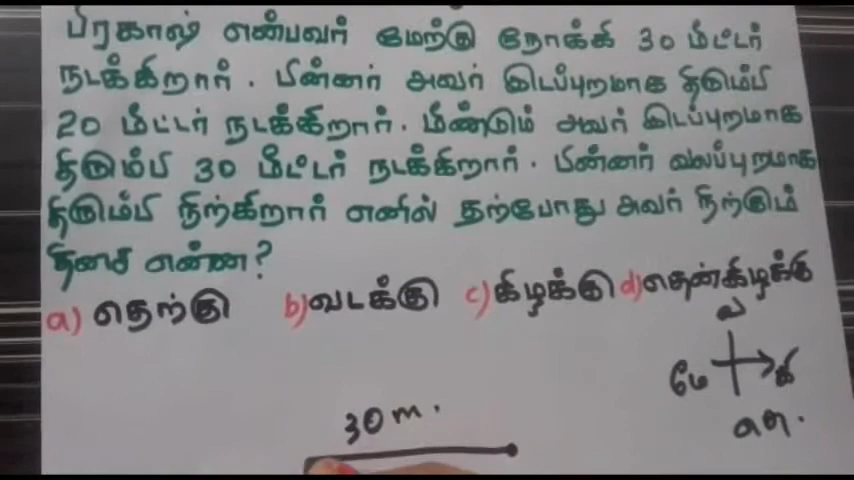 பிரகாஷ் என்பவர் மேற்கு நோக்கி 30 மீட்டர்
நடக்கிறார். பின்னர் அவர் இடப்புறமாக திரும்பி
20 மீட்டர் நடக்கிறார். மீண்டும் அவர் இடப்புறமாக
திரும்பி 30 மீட்டர் நடக்கிறார். பின்னர் வலப்புறமாக
திரும்பி நிற்கிறார் எனில் தற்போது அவர் நிற்கும்
திசை என்ன?
a) தெற்கு b) வடக்கு c) கிழக்கு d) தென்கிழக்கு
வ
மே கி
தெ.
30 m.